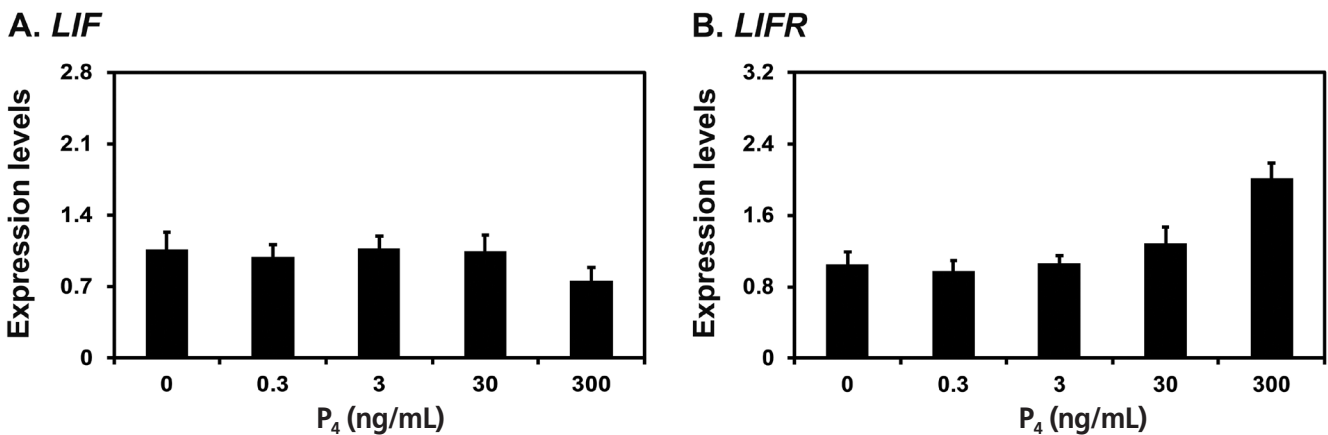 A. LIF
Expression levels
2.8
2.1
1.4
0.7
0
0 0.3 3 30 300
P₄ (ng/mL)
B. LIFR
Expression levels
3.2
2.4
1.6
0.8
0
0 0.3 3 30 300
P₄ (ng/mL)